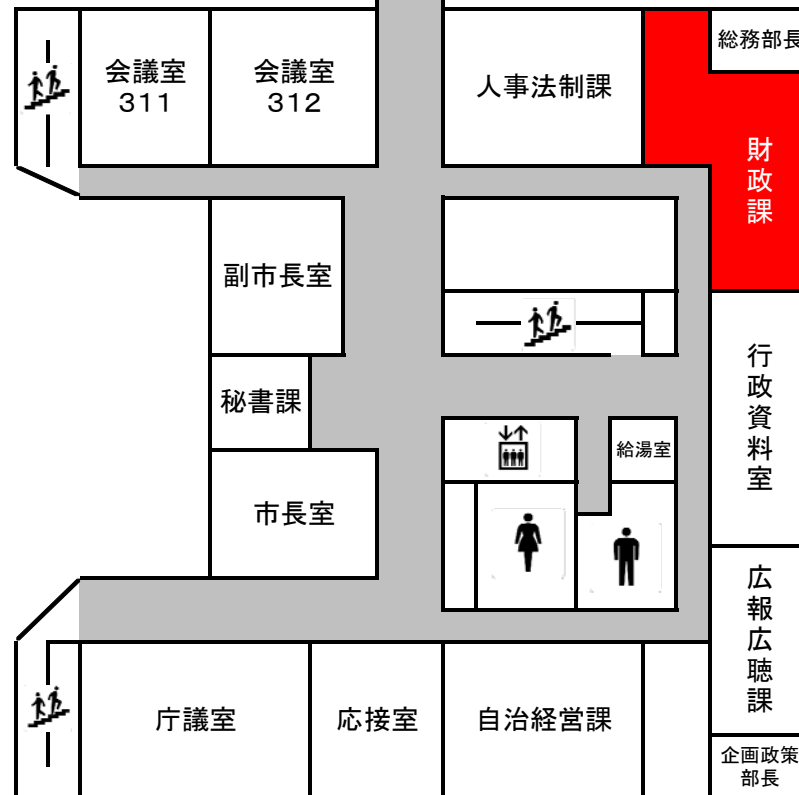 会議室
311
会議室
312
人事法制課
総務部長
財政課
副市長室
秘書課
給湯室
行政資料室
市長室
広報広聴課
庁議室
応接室
自治経営課
企画政策
部長